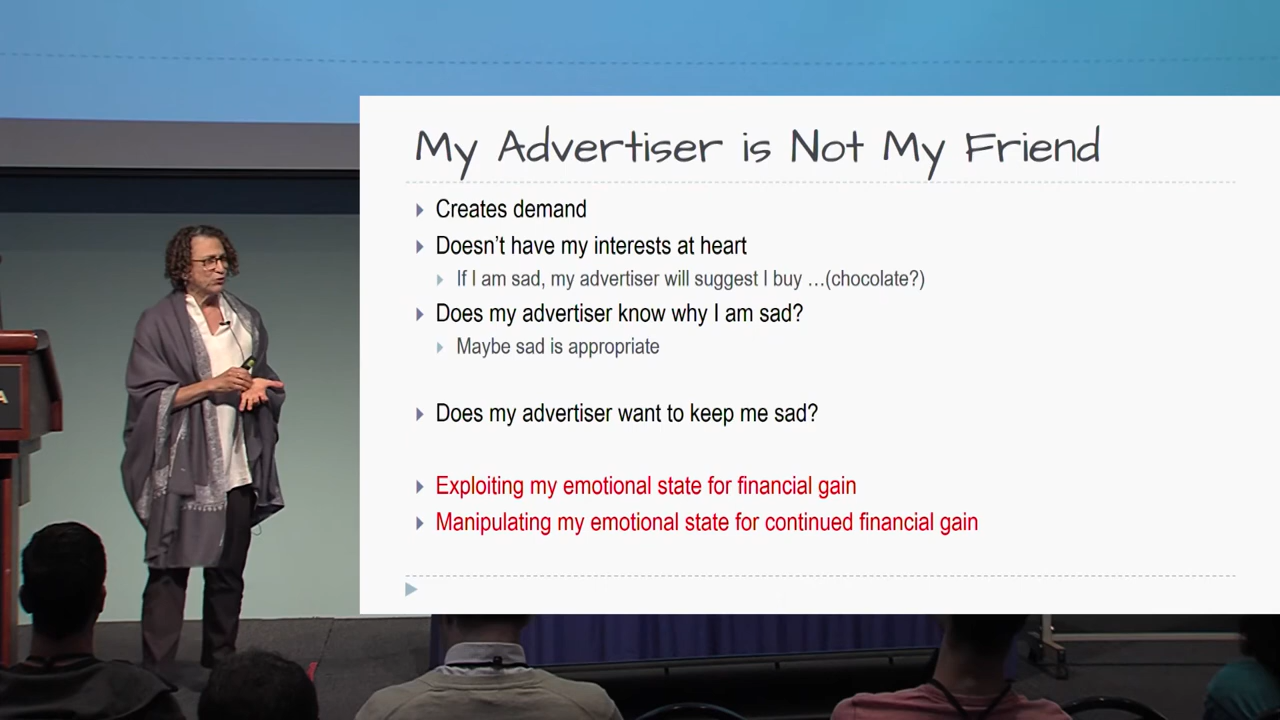 My Advertiser is Not My Friend
Creates demand
Doesn't have my interests at heart
If I am sad, my advertiser will suggest I buy …(chocolate?)
Does my advertiser know why I am sad?
Maybe sad is appropriate
Does my advertiser want to keep me sad?
Exploiting my emotional state for financial gain
Manipulating my emotional state for continued financial gain
A